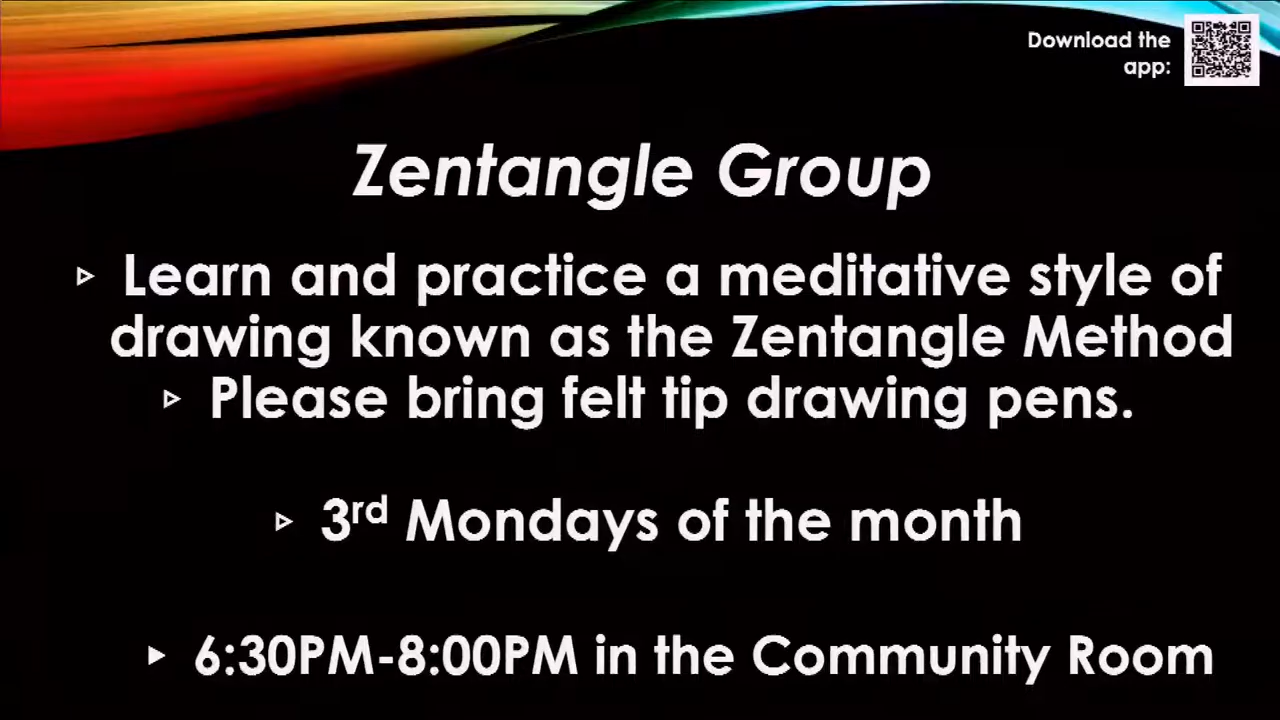 Download the
app:
Zentangle Group
▹ Learn and practice a meditative style of
drawing known as the Zentangle Method
▹ Please bring felt tip drawing pens.
▹ 3rd Mondays of the month
▸ 6:30PM-8:00PM in the Community Room